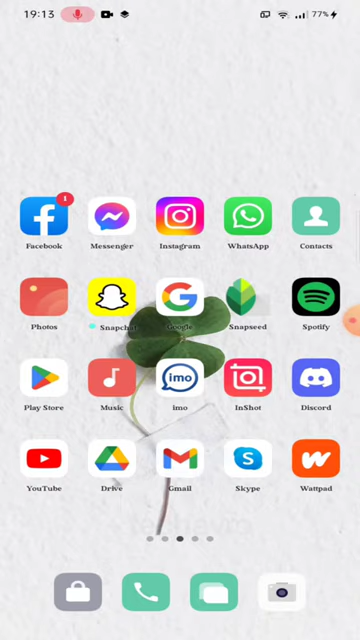 19:13 77%
1
Facebook Messenger Instagram WhatsApp Contacts
Photos Snapchat Google Snapseed Spotify
imo
Play Store Music imo InShot Discord
YouTube Drive Gmail Skype Wattpad